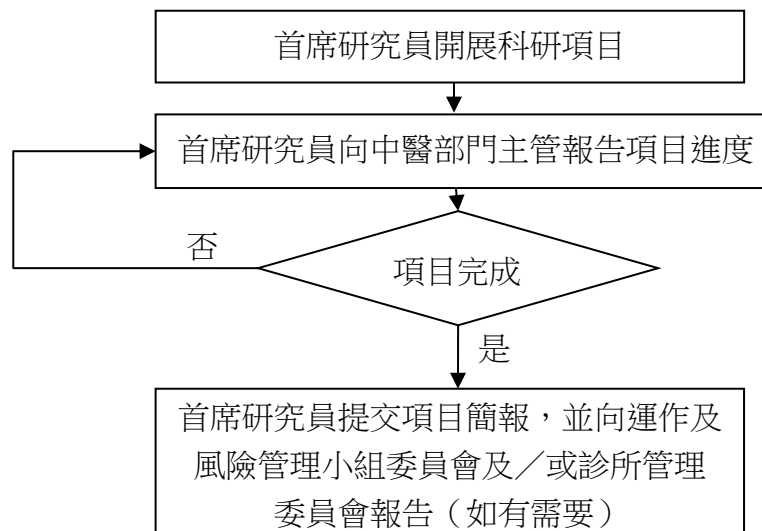 首席研究員開展科研項目
首席研究員向中醫部門主管報告項目進度
否
項目完成
是
首席研究員提交項目簡報，並向運作及
風險管理小組委員會及／或診所管理
委員會報告（如有需要）